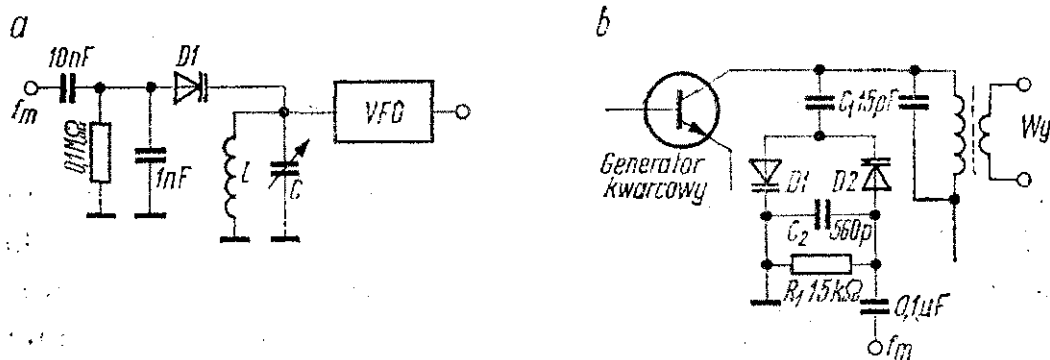 a
10nF
D1
fm
0,1MΩ
1nF
L
C
VFO
b
C1 15pF
Generator
kwarcowy
D1
D2
Wy
C2
560p
R1 15kΩ
0,1µF
fm